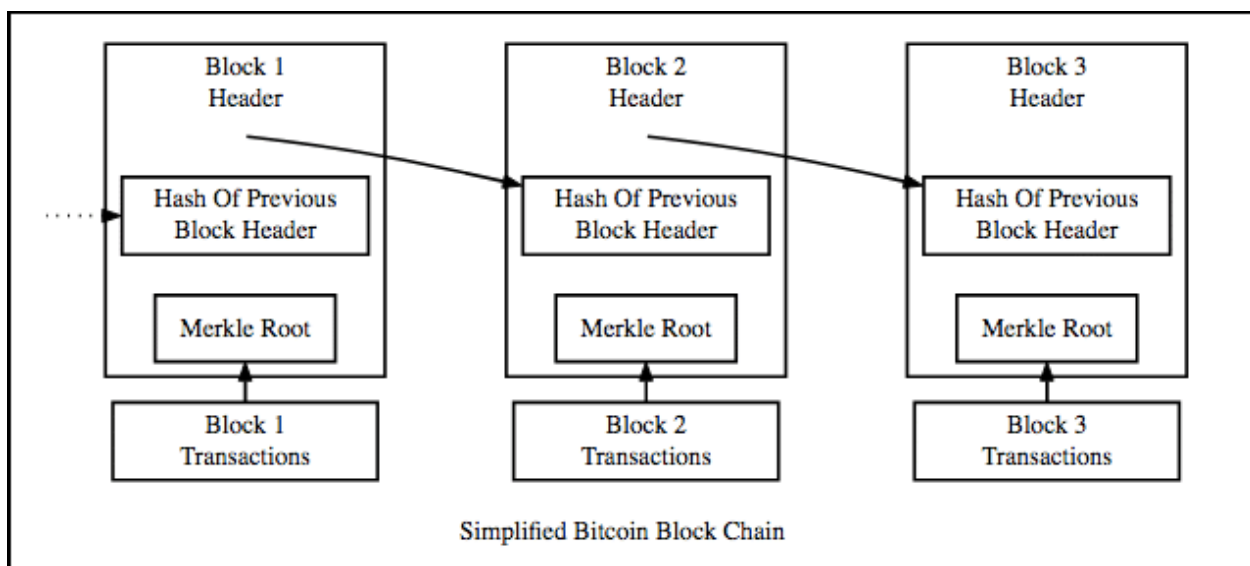 Block 1
Header
Block 2
Header
Block 3
Header
Hash Of Previous
Block Header
Hash Of Previous
Block Header
Hash Of Previous
Block Header
Merkle Root
Merkle Root
Merkle Root
Block 1
Transactions
Block 2
Transactions
Block 3
Transactions
Simplified Bitcoin Block Chain